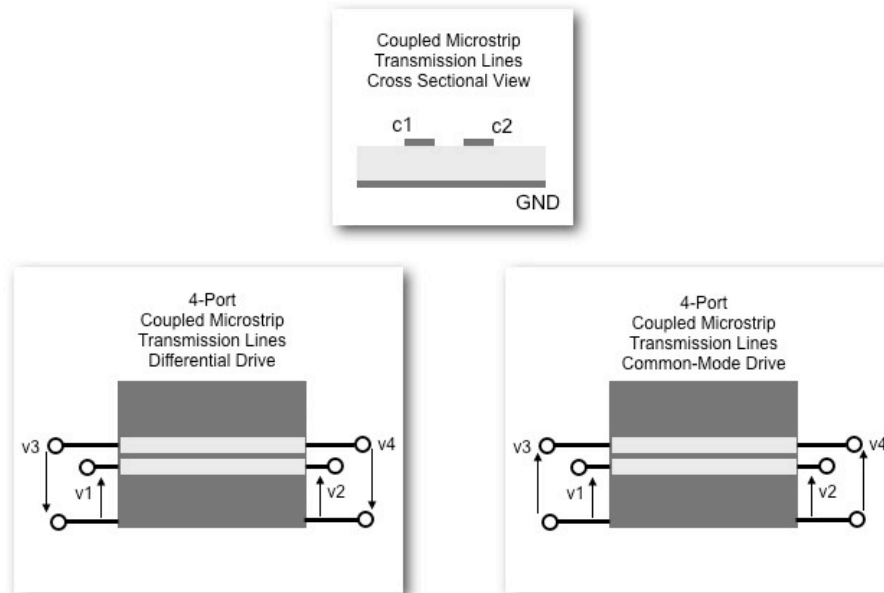 Coupled Microstrip
Transmission Lines
Cross Sectional View
c1 c2
GND
4-Port
Coupled Microstrip
Transmission Lines
Differential Drive
v3 v4
v1 v2
4-Port
Coupled Microstrip
Transmission Lines
Common-Mode Drive
v3 v4
v1 v2